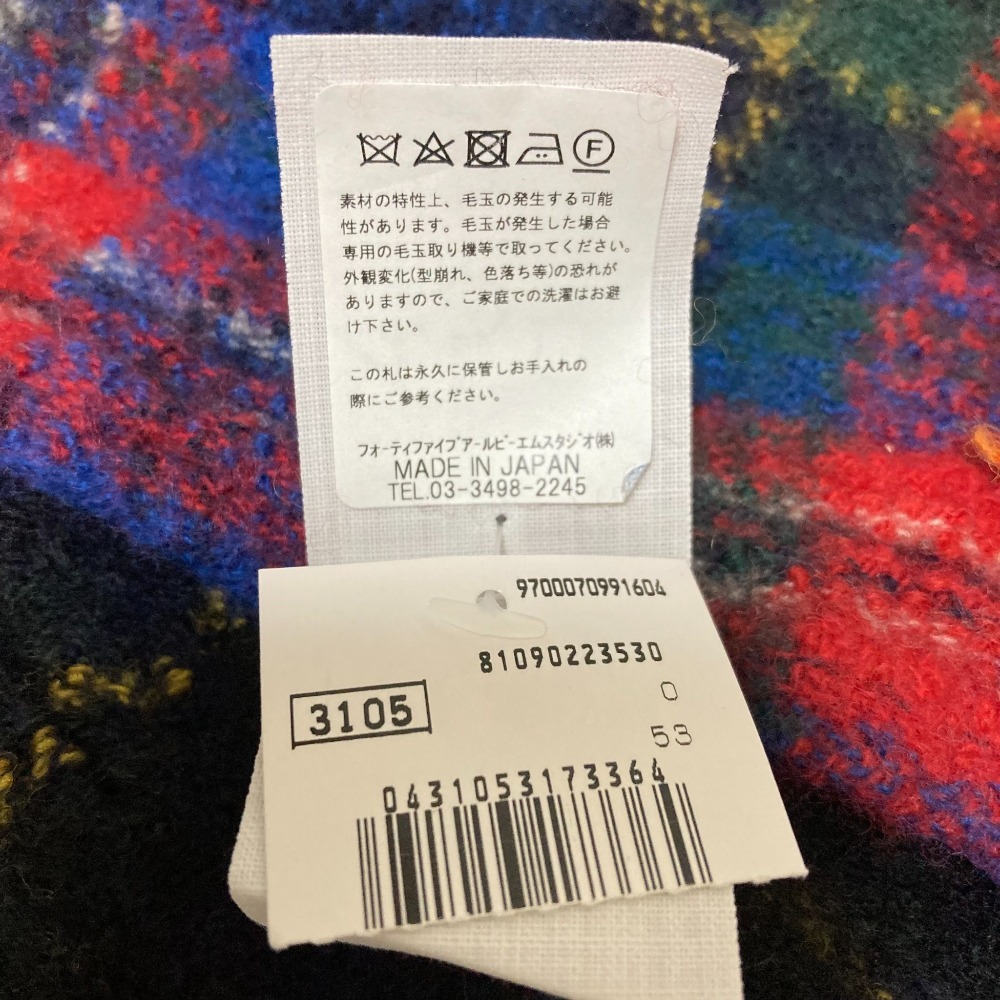 F
素材の特性上、毛玉の発生する可能
性があります。毛玉が発生した場合
専用の毛玉取り機等で取ってください。
外観変化(型崩れ、色落ち等)の恐れが
ありますので、ご家庭での洗濯はお避
け下さい。
この札は永久に保管しお手入れの
際にご参考ください。
フォーティファイブアールピーエムスタジオ(株)
MADE IN JAPAN
TEL.03-3498-2245
9700070991604
81090223530
0
3105
53
0431053173364